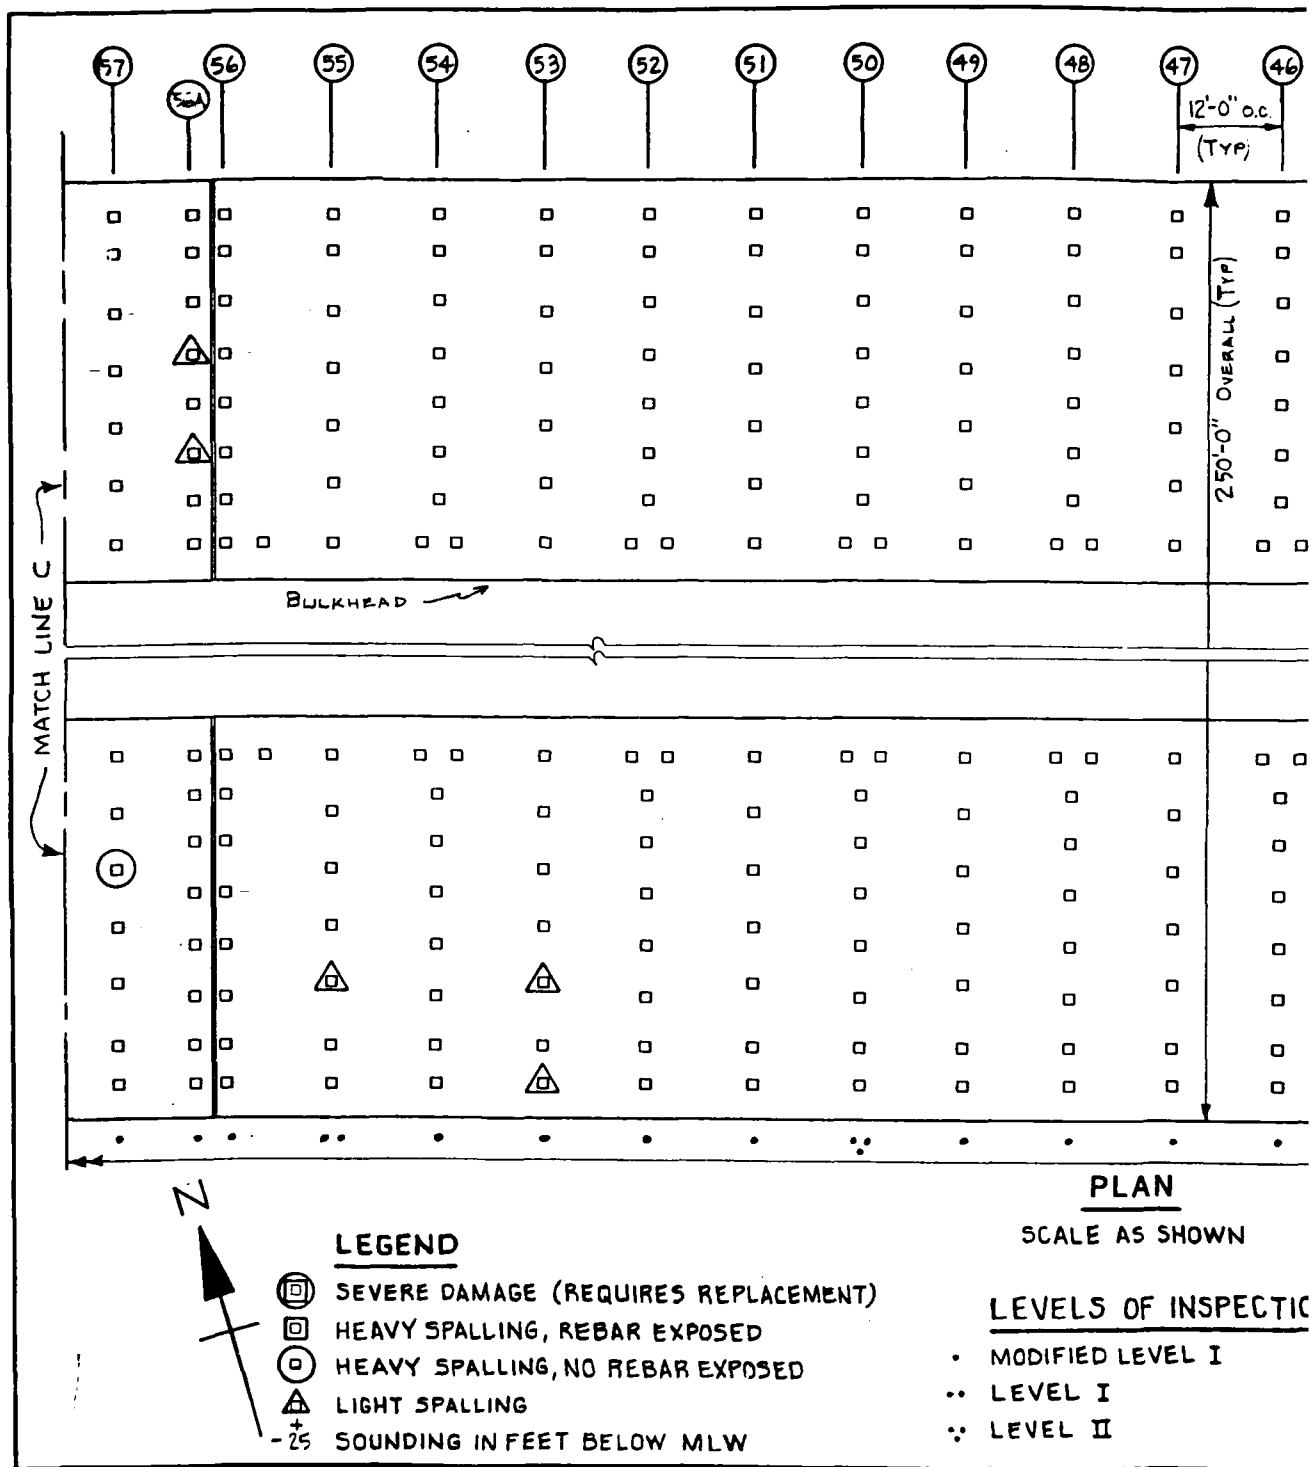 57 56 55 54 53 52 51 50 49 48 47 46
56A
12'-0" O.C.
(TYP)
250'-0" OVERALL (TYP)
MATCH LINE C
BULKHEAD
N
PLAN
SCALE AS SHOWN
LEGEND
SEVERE DAMAGE (REQUIRES REPLACEMENT)
HEAVY SPALLING, REBAR EXPOSED
HEAVY SPALLING, NO REBAR EXPOSED
LIGHT SPALLING
-25 SOUNDING IN FEET BELOW MLW
LEVELS OF INSPECTIO
MODIFIED LEVEL I
LEVEL I
LEVEL II